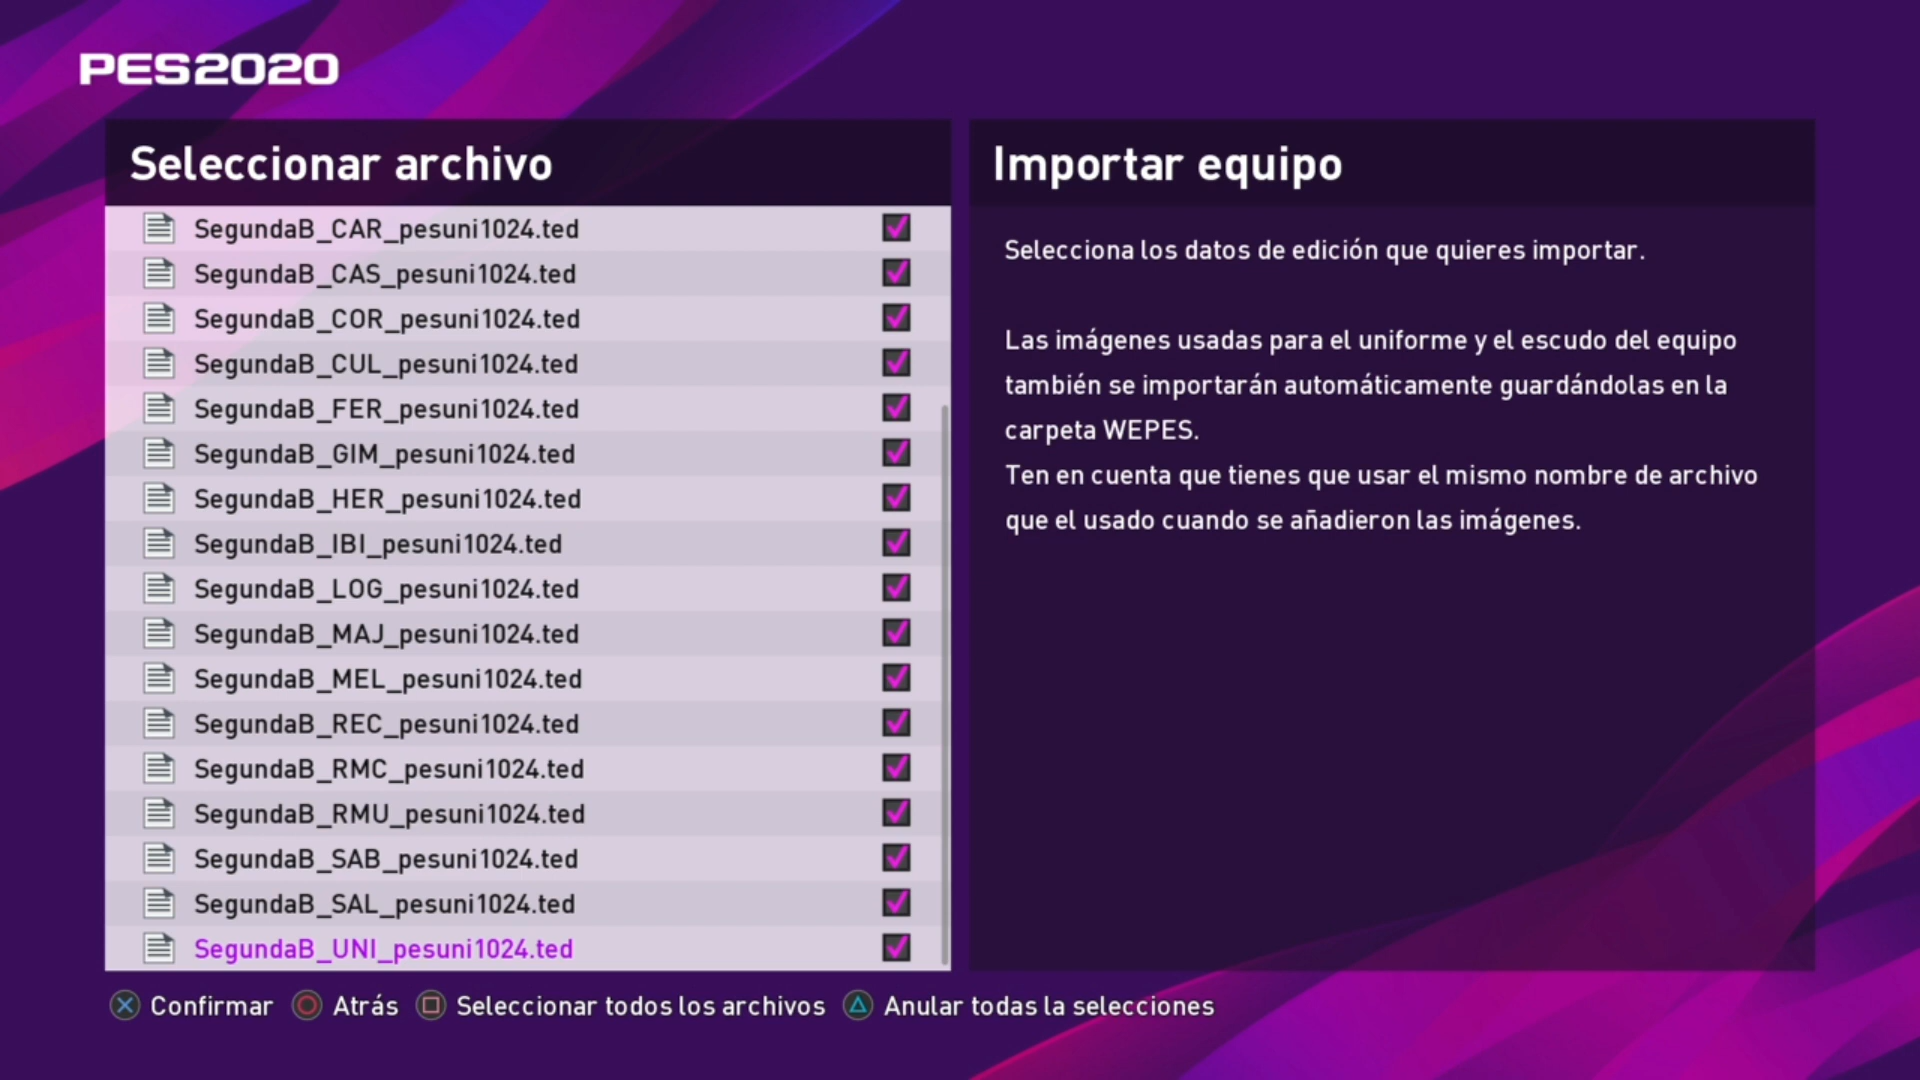 PES2020
Seleccionar archivo
SegundaB_CAR_pesuni1024.ted
SegundaB_CAS_pesuni1024.ted
SegundaB_COR_pesuni1024.ted
SegundaB_CUL_pesuni1024.ted
SegundaB_FER_pesuni1024.ted
SegundaB_GIM_pesuni1024.ted
SegundaB_HER_pesuni1024.ted
SegundaB_IBI_pesuni1024.ted
SegundaB_LOG_pesuni1024.ted
SegundaB_MAJ_pesuni1024.ted
SegundaB_MEL_pesuni1024.ted
SegundaB_REC_pesuni1024.ted
SegundaB_RMC_pesuni1024.ted
SegundaB_RMU_pesuni1024.ted
SegundaB_SAB_pesuni1024.ted
SegundaB_SAL_pesuni1024.ted
SegundaB_UNI_pesuni1024.ted
Importar equipo
Selecciona los datos de edición que quieres importar.
Las imágenes usadas para el uniforme y el escudo del equipo
también se importarán automáticamente guardándolas en la
carpeta WEPES.
Ten en cuenta que tienes que usar el mismo nombre de archivo
que el usado cuando se añadieron las imágenes.
Confirmar Atrás Seleccionar todos los archivos Anular todas la selecciones